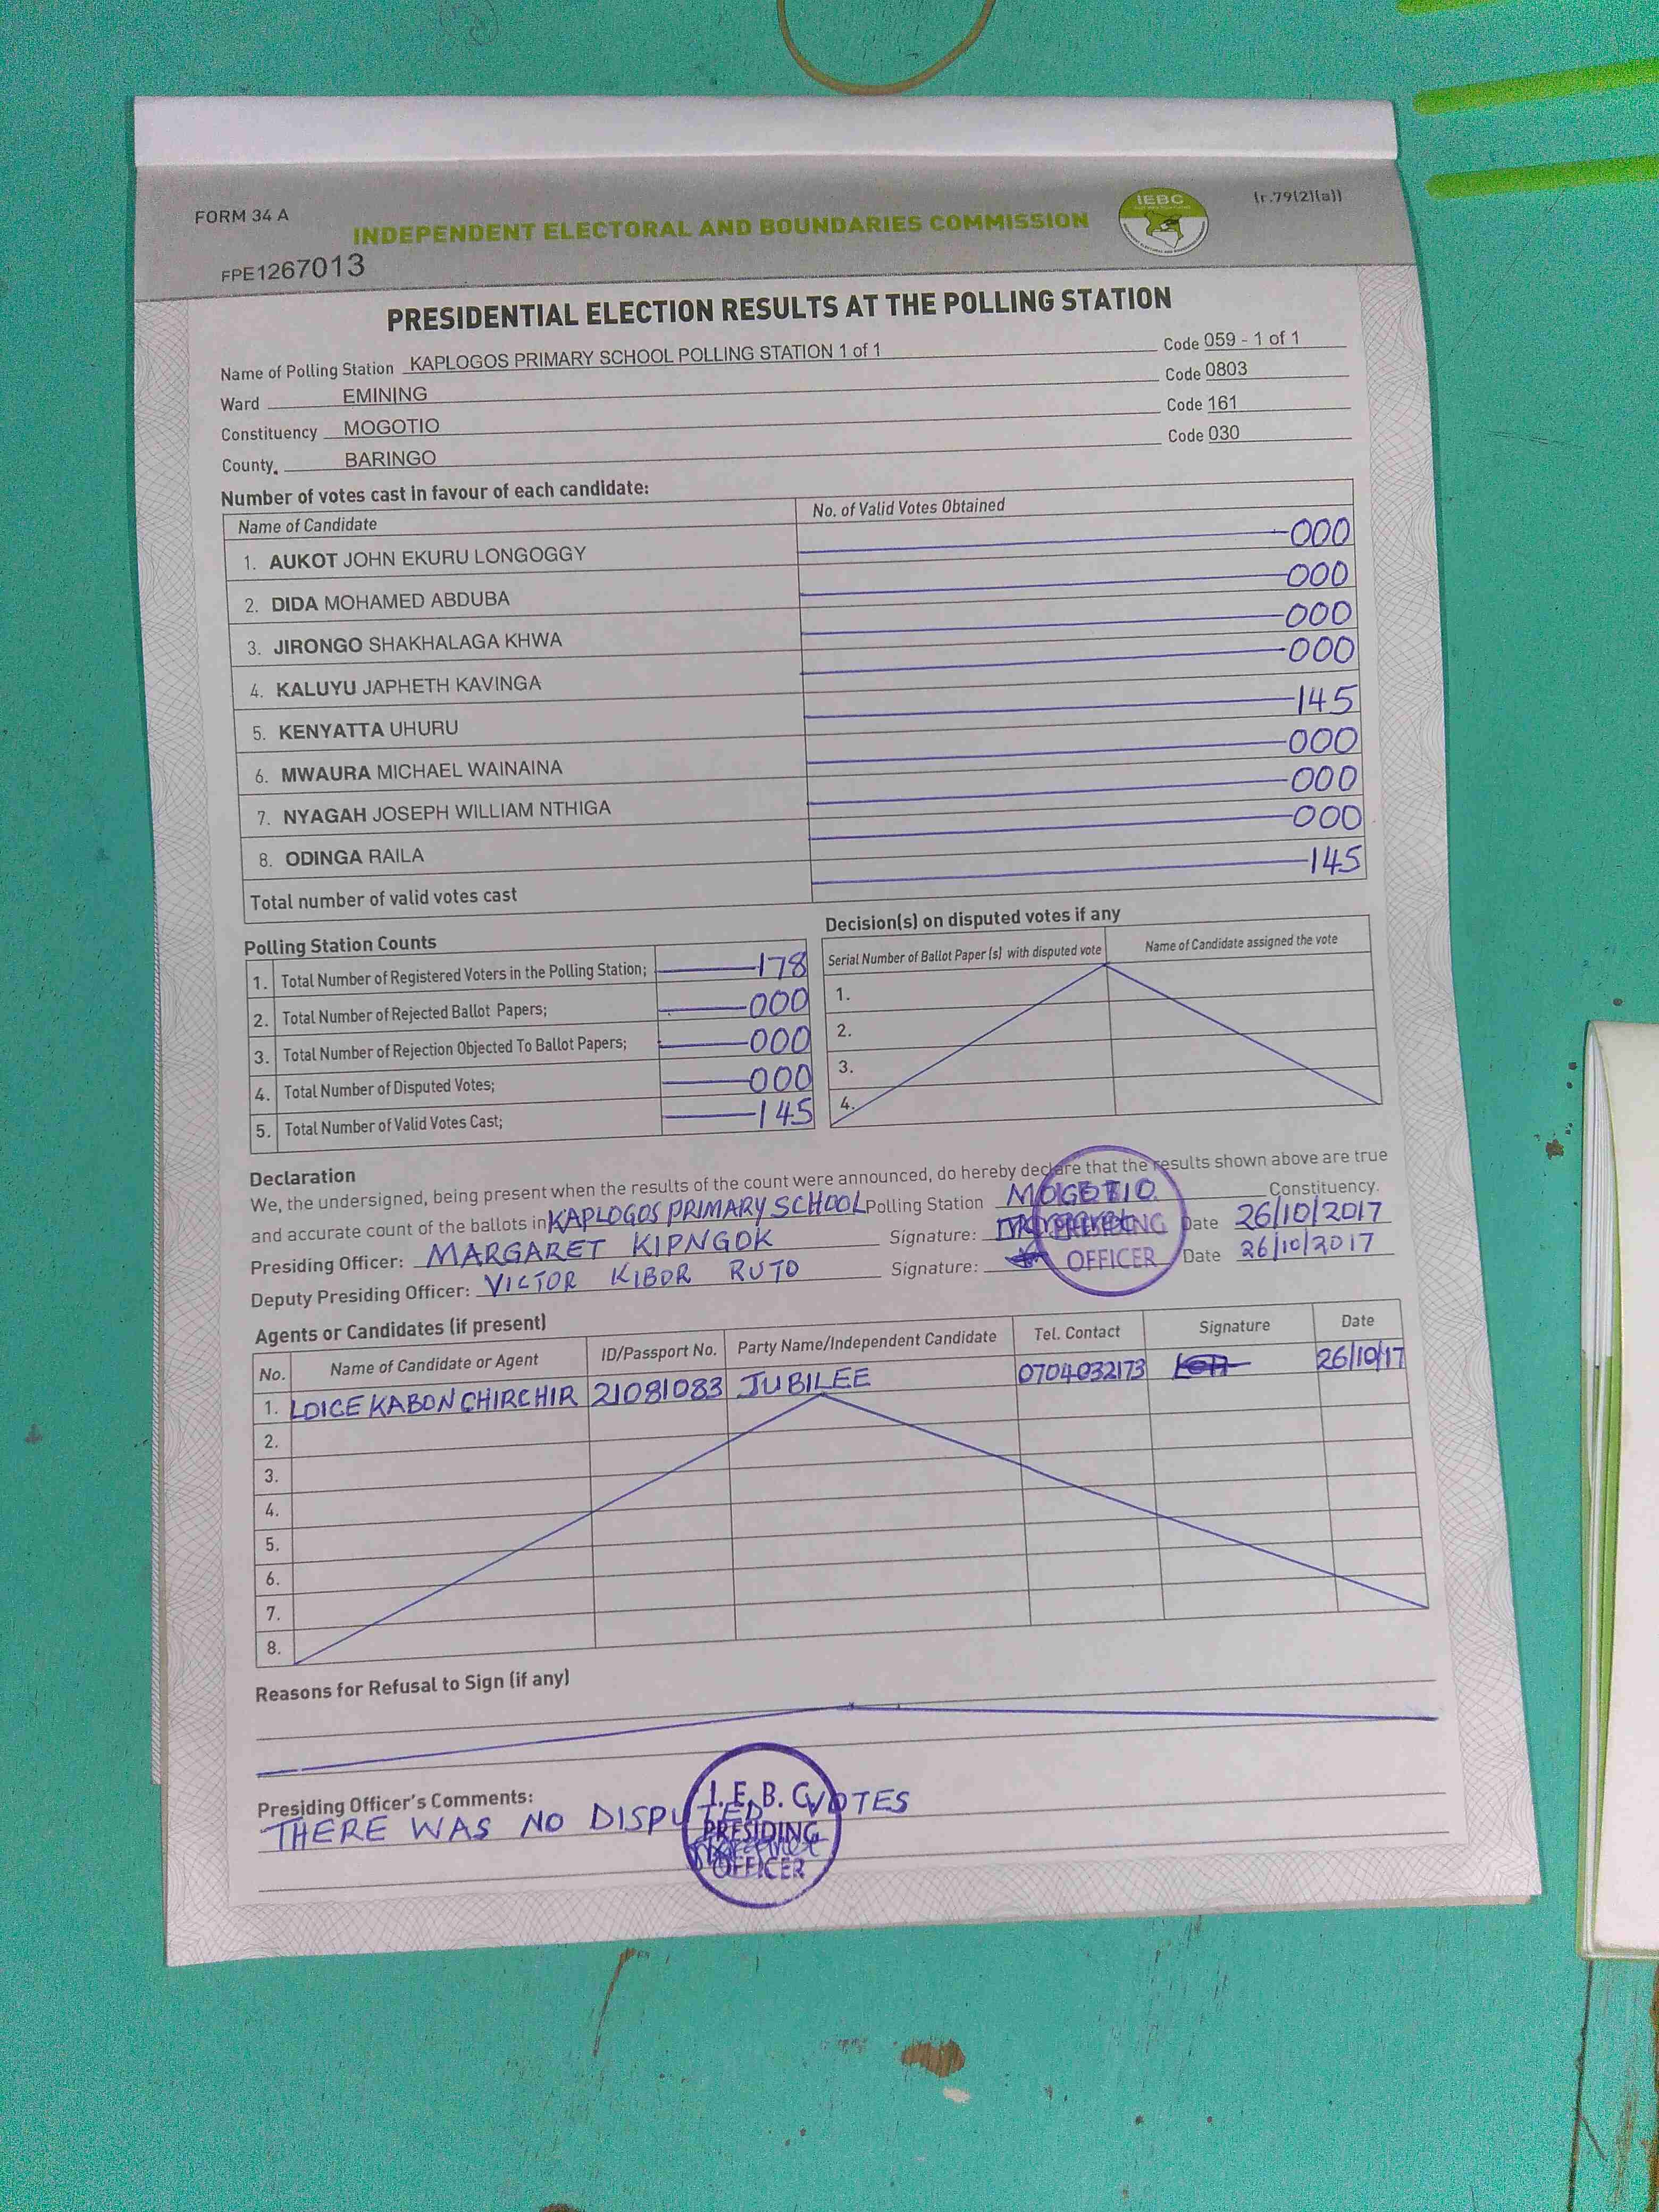 FORM 34 A
(r.79(2)(a))
IEBC
INDEPENDENT ELECTORAL AND BOUNDARIES COMMISSION
FPE1267013
PRESIDENTIAL ELECTION RESULTS AT THE POLLING STATION
Name of Polling Station KAPLOGOS PRIMARY SCHOOL POLLING STATION 1 of 1 Code 059 - 1 of 1
Ward EMINING Code 0803
Constituency MOGOTIO Code 161
County. BARINGO Code 030
Number of votes cast in favour of each candidate:
Name of Candidate No. of Valid Votes Obtained
1. AUKOT JOHN EKURU LONGOGGY 000
2. DIDA MOHAMED ABDUBA 000
3. JIRONGO SHAKHALAGA KHWA 000
4. KALUYU JAPHETH KAVINGA 000
5. KENYATTA UHURU 145
6. MWAURA MICHAEL WAINAINA 000
7. NYAGAH JOSEPH WILLIAM NTHIGA 000
8. ODINGA RAILA 000
Total number of valid votes cast 145
Polling Station Counts
1. Total Number of Registered Voters in the Polling Station; 178
2. Total Number of Rejected Ballot Papers; 000
3. Total Number of Rejection Objected To Ballot Papers; 000
4. Total Number of Disputed Votes; 000
5. Total Number of Valid Votes Cast; 145
Decision(s) on disputed votes if any
Serial Number of Ballot Paper (s) with disputed vote Name of Candidate assigned the vote
1.
2.
3.
4.
Declaration
We, the undersigned, being present when the results of the count were announced, do hereby declare that the results shown above are true
and accurate count of the ballots in KAPLOGOS PRIMARY SCHOOL Polling Station MOGOTIO Constituency.
Presiding Officer: MARGARET KIPNGOK Signature: Margaret Date 26/10/2017
Deputy Presiding Officer: VICTOR KIBOR RUTO Signature: Date 26/10/2017
PRESIDING
OFFICER
Agents or Candidates (if present)
No. Name of Candidate or Agent ID/Passport No. Party Name/Independent Candidate Tel. Contact Signature Date
1. LOICE KABON CHIRCHIR 21081083 JUBILEE 0704032173 26/10/17
2.
3.
4.
5.
6.
7.
8.
Reasons for Refusal to Sign (if any)
Presiding Officer's Comments:
THERE WAS NO DISPUTED VOTES
I.E.B.C
PRESIDING
OFFICER